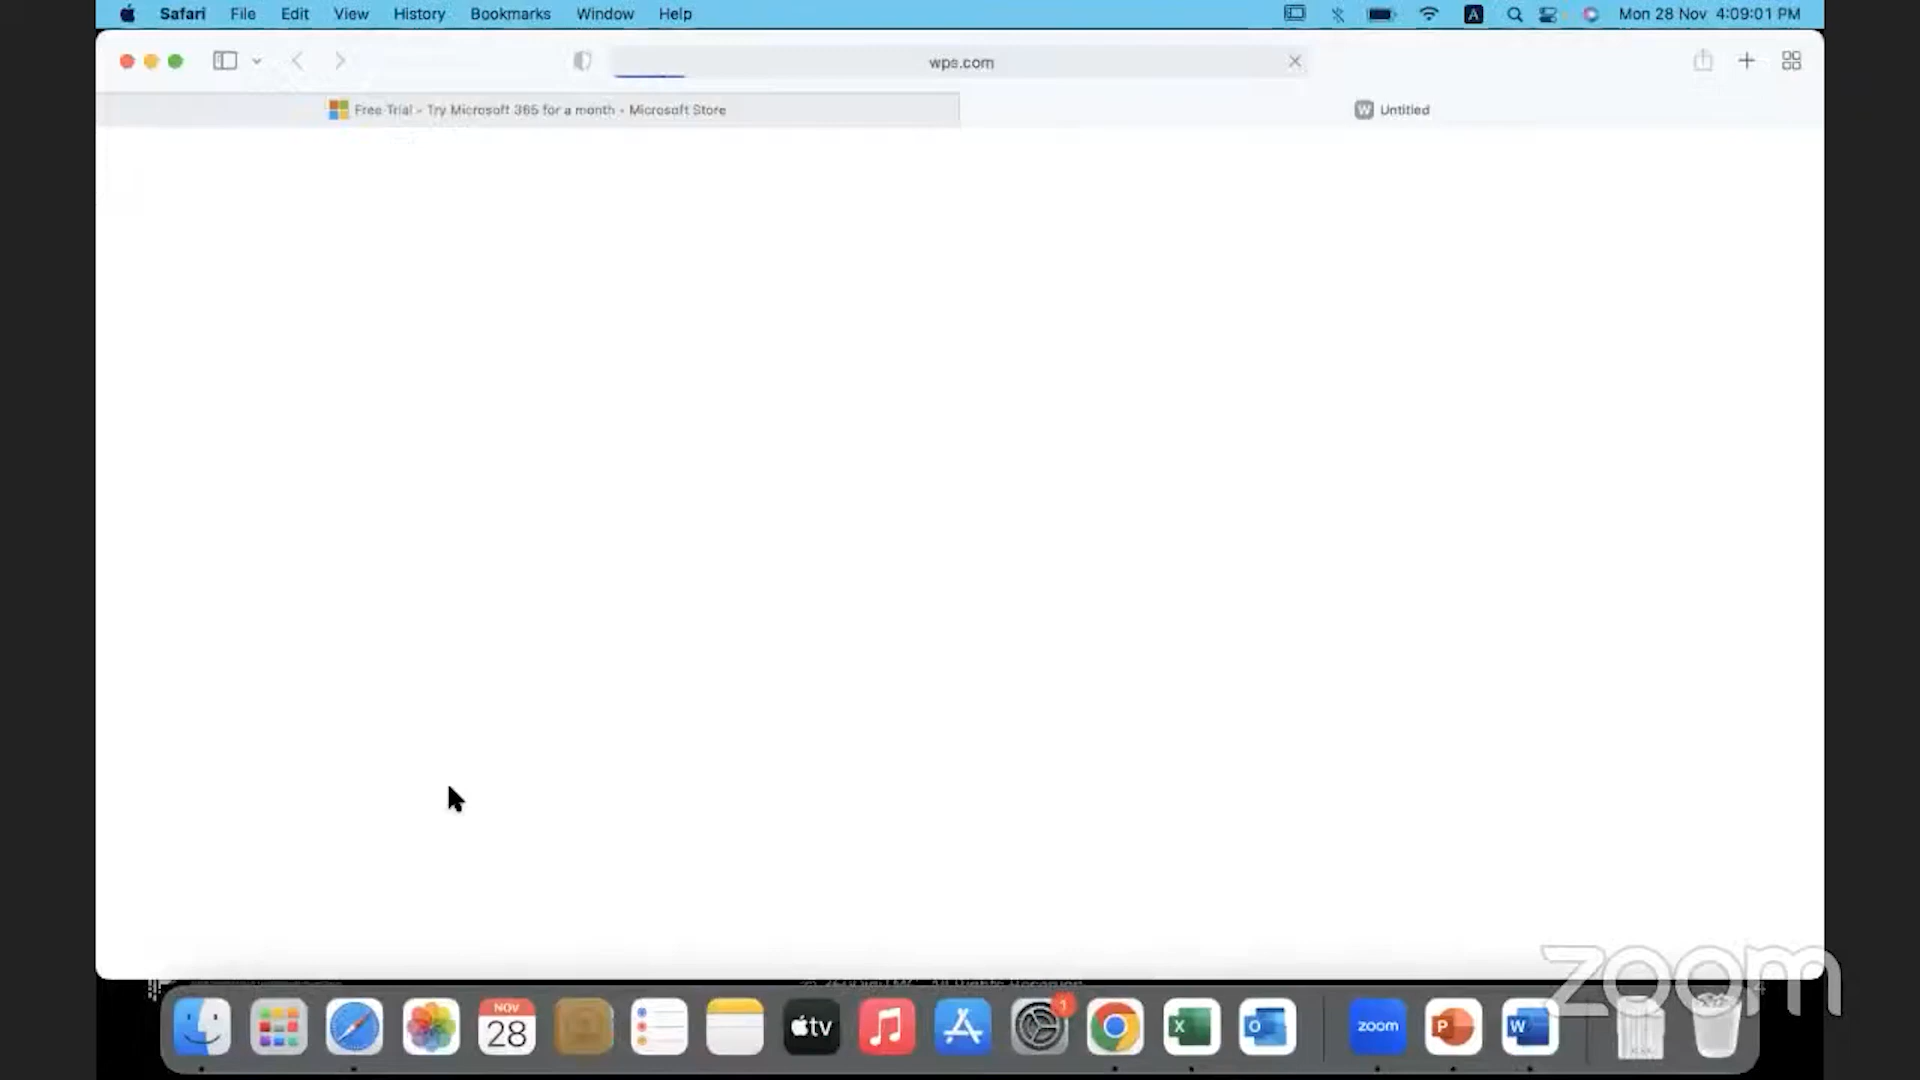 Safari File Edit View History Bookmarks Window Help A Mon 28 Nov 4:09:01 PM
wps.com
Free Trial - Try Microsoft 365 for a month - Microsoft Store
W Untitled
zoom
NOV
28
tv
1
X
O
zoom
P
W